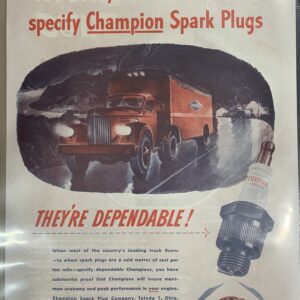 specify Champion Spark Plugs
THEY'RE DEPENDABLE!
When most of the country's leading truck fleets
—to whom spark plugs are a cold matter of cost per
ton mile—specify dependable Champions, you have
substantial proof that Champions will insure maxi-
mum economy and peak performance in your engine.
Champion Spark Plug Company, Toledo 1, Ohio.